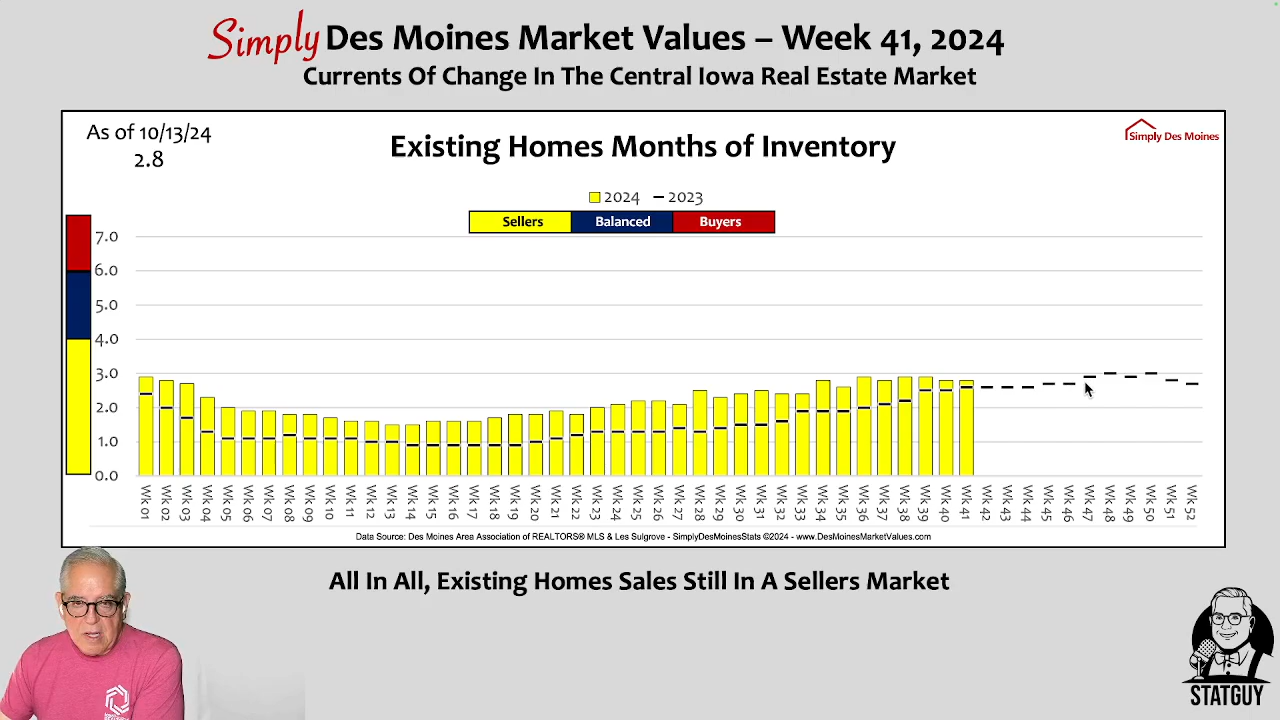 Simply Des Moines Market Values – Week 41, 2024
Currents Of Change In The Central Iowa Real Estate Market
As of 10/13/24
2.8
Existing Homes Months of Inventory
Simply Des Moines
2024 2023
Sellers Balanced Buyers
7.0
6.0
5.0
4.0
3.0
2.0
1.0
0.0
Wk 01 Wk 02 Wk 03 Wk 04 Wk 05 Wk 06 Wk 07 Wk 08 Wk 09 Wk 10 Wk 11 Wk 12 Wk 13 Wk 14 Wk 15 Wk 16 Wk 17 Wk 18 Wk 19 Wk 20 Wk 21 Wk 22 Wk 23 Wk 24 Wk 25 Wk 26 Wk 27 Wk 28 Wk 29 Wk 30 Wk 31 Wk 32 Wk 33 Wk 34 Wk 35 Wk 36 Wk 37 Wk 38 Wk 39 Wk 40 Wk 41 Wk 42 Wk 43 Wk 44 Wk 45 Wk 46 Wk 47 Wk 48 Wk 49 Wk 50 Wk 51 Wk 52
Data Source: Des Moines Area Association of REALTORS® MLS & Les Sulgrove - SimplyDesMoinesStats ©2024 - www.DesMoinesMarketValues.com
All In All, Existing Homes Sales Still In A Sellers Market
STATGUY